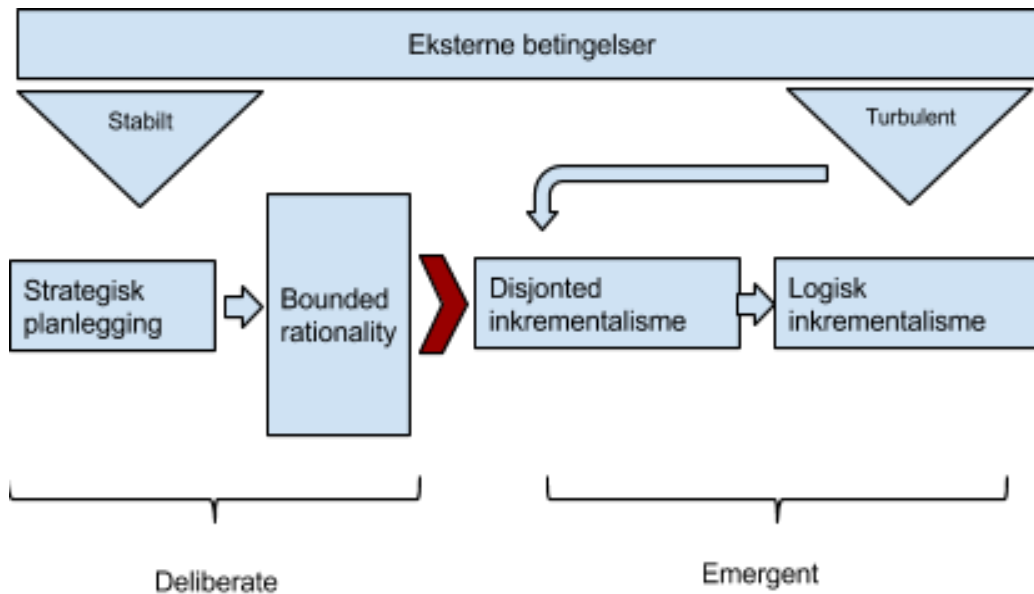 Eksterne betingelser
Stabilt
Turbulent
Strategisk
planlegging
Bounded
rationality
Disjonted
inkrementalisme
Logisk
inkrementalisme
Deliberate
Emergent